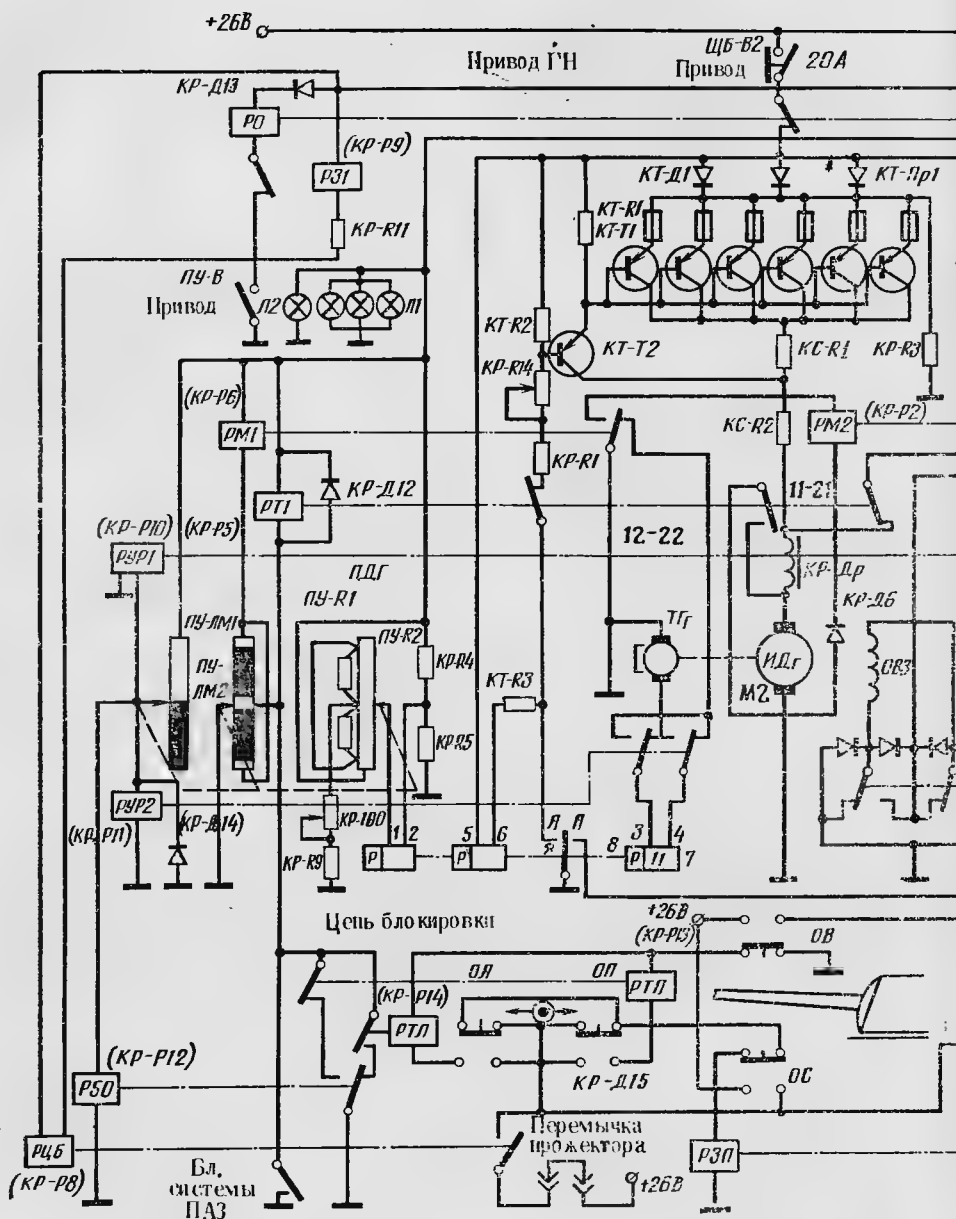 +26В
Привод ГН
ЩБ-В2
Привод
20А
КР-Д13
РО
(КР-Р9)
РЗ1
КР-R11
КТ-Д1
КТ-Пр1
КТ-R1
КТ-Т1
ПУ-В
Привод
Л2
Л1
КТ-R2
КТ-Т2
КР-R14
КС-R1
КР-R3
(КР-Р6)
РМ1
КР-R1
КС-R2
РМ2
(КР-Р2)
РТ1
КР-Д12
11-21
(КР-Р10)
(КР-Р5)
РУР1
12-22
ПДГ
КР-Др
ПУ-R1
КР-Д6
ПУ-ЛМ1
ПУ-R2
ТГг
ПУ-
ЛМ2
КР-R4
КТ-R3
ИДг
М2
ОВЗ
КР-R5
РУР2
(КР-Р11)
(КР-Д14)
КР-R9
1
2
5
6
Я
Л
3
4
8
7
Р
Р
Р
11
Цепь блокировки
+26В
(КР-Р13)
ОВ
ОЯ
ОП
РТП
(КР-Р14)
РТЛ
(КР-Р12)
Р50
КР-Д15
ОС
Перемычка
прожектора
РЦБ
(КР-Р8)
РЗП
+26В
Бл.
системы
ПАЗ